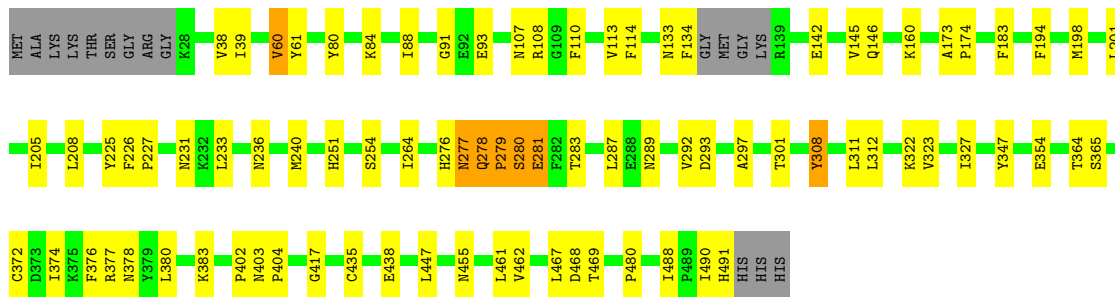 MET ALA LYS LYS THR SER GLY ARG GLY K28 V38 I39 V60 Y61 Y80 K84 I88 G91 E92 E93 N107 R108 G109 F110 V113 F114 N133 F134 GLY MET GLY LYS R139 E142 V145 Q146 K160 A173 P174 F183 F194 M198
I205 L208 Y225 F226 P227 N231 K232 L233 N236 M240 H251 S254 I264 H276 N277 Q278 P279 S280 E281 F282 T283 L287 E288 N289 V292 D293 A297 T301 Y308 L311 L312 K322 V323 I327 Y347 E354 T364 S365
C372 D373 I374 K375 F376 R377 N378 Y379 L380 K383 P402 N403 P404 G417 C435 E438 L447 N455 L461 V462 L467 D468 T469 P480 I488 P489 I490 H491 HIS HIS HIS